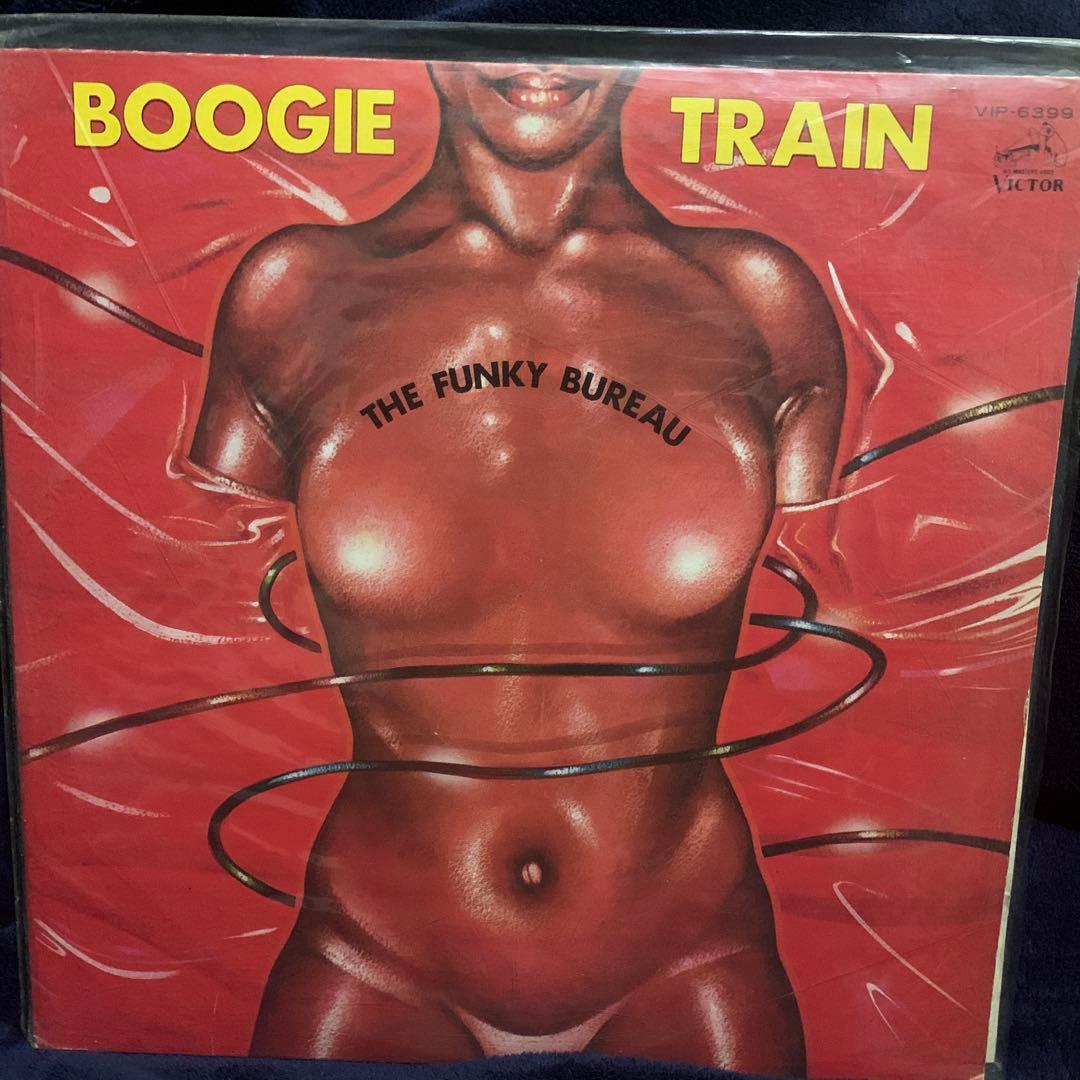 BOOGIE TRAIN
VIP-6399
VICTOR
THE FUNKY BUREAU